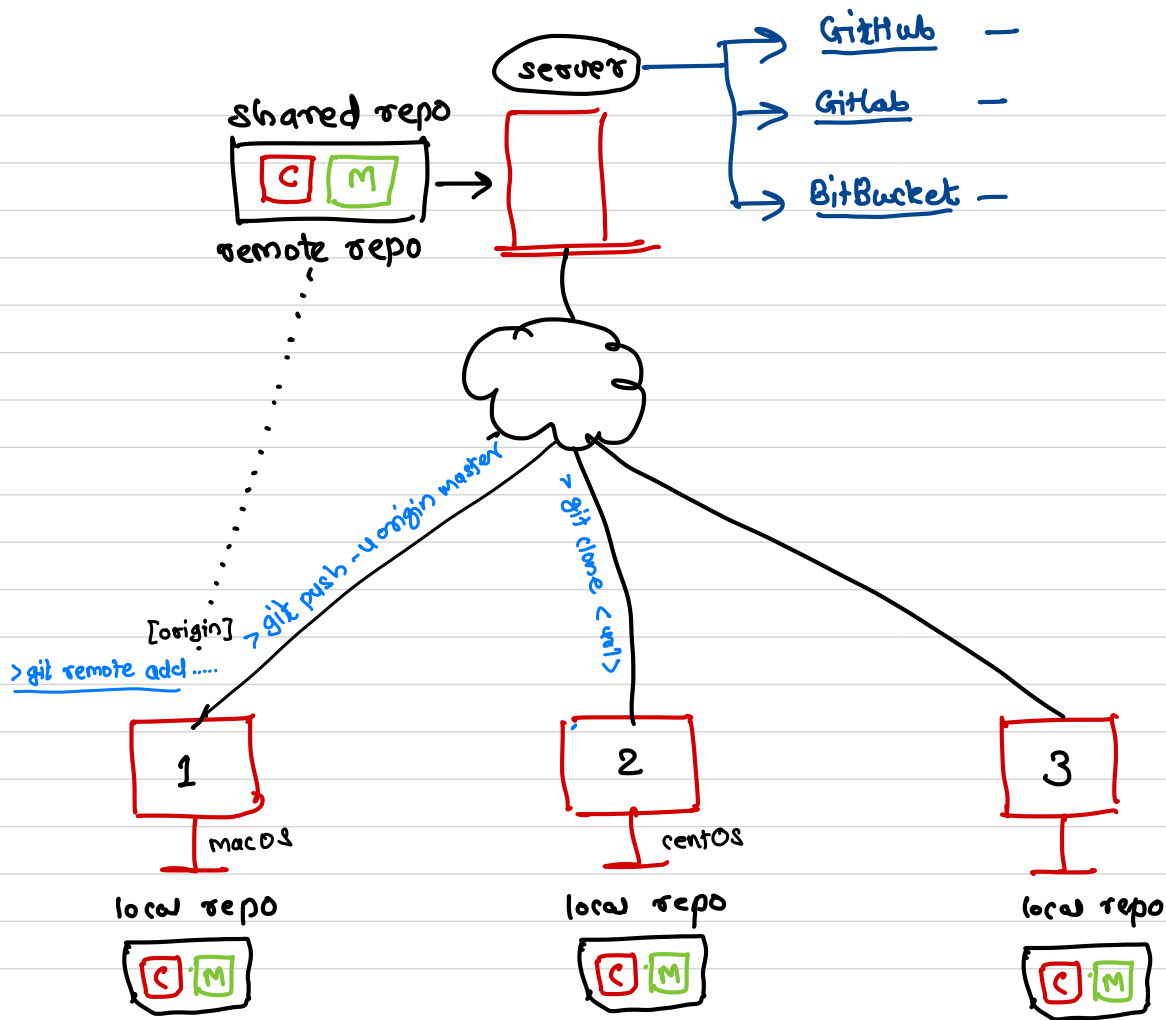 server
GitHub —
GitLab —
BitBucket —
shared repo
C M
remote repo
> git push -u origin master
> git clone <url>
[origin]
> git remote add .....
1
2
3
macOS
centOS
local repo
local repo
local repo
C M
C M
C M